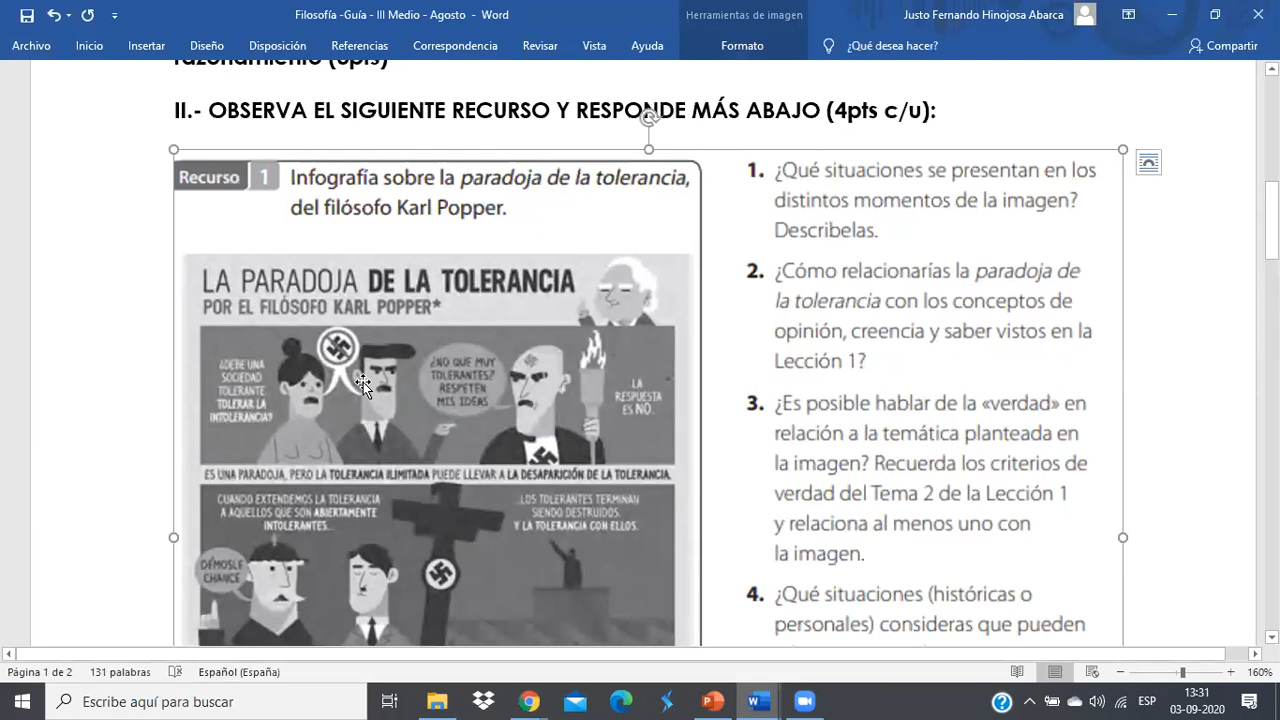 Filosofía -Guía - III Medio - Agosto - Word
Herramientas de imagen
Justo Fernando Hinojosa Abarca
Archivo
Inicio
Insertar
Diseño
Disposición
Referencias
Correspondencia
Revisar
Vista
Ayuda
Formato
¿Qué desea hacer?
Compartir
razonamiento (6pts)
II.- OBSERVA EL SIGUIENTE RECURSO Y RESPONDE MÁS ABAJO (4pts c/u):
Recurso 1 Infografía sobre la paradoja de la tolerancia,
del filósofo Karl Popper.
LA PARADOJA DE LA TOLERANCIA
POR EL FILÓSOFO KARL POPPER*
¿DEBE UNA
SOCIEDAD
TOLERANTE
TOLERAR LA
INTOLERANCIA?
¿NO QUE MUY
TOLERANTES?
RESPETEN
MIS IDEAS
LA
RESPUESTA
ES NO.
ES UNA PARADOJA, PERO LA TOLERANCIA ILIMITADA PUEDE LLEVAR A LA DESAPARICIÓN DE LA TOLERANCIA.
CUANDO EXTENDEMOS LA TOLERANCIA
A AQUELLOS QUE SON ABIERTAMENTE
INTOLERANTES...
...LOS TOLERANTES TERMINAN
SIENDO DESTRUIDOS.
Y LA TOLERANCIA CON ELLOS.
DÉMOSLE
CHANCE
1. ¿Qué situaciones se presentan en los
distintos momentos de la imagen?
Descríbelas.
2. ¿Cómo relacionarías la paradoja de
la tolerancia con los conceptos de
opinión, creencia y saber vistos en la
Lección 1?
3. ¿Es posible hablar de la «verdad» en
relación a la temática planteada en
la imagen? Recuerda los criterios de
verdad del Tema 2 de la Lección 1
y relaciona al menos uno con
la imagen.
4. ¿Qué situaciones (históricas o
personales) consideras que pueden
Página 1 de 2
131 palabras
Español (España)
160%
Escribe aquí para buscar
ESP
13:31
03-09-2020